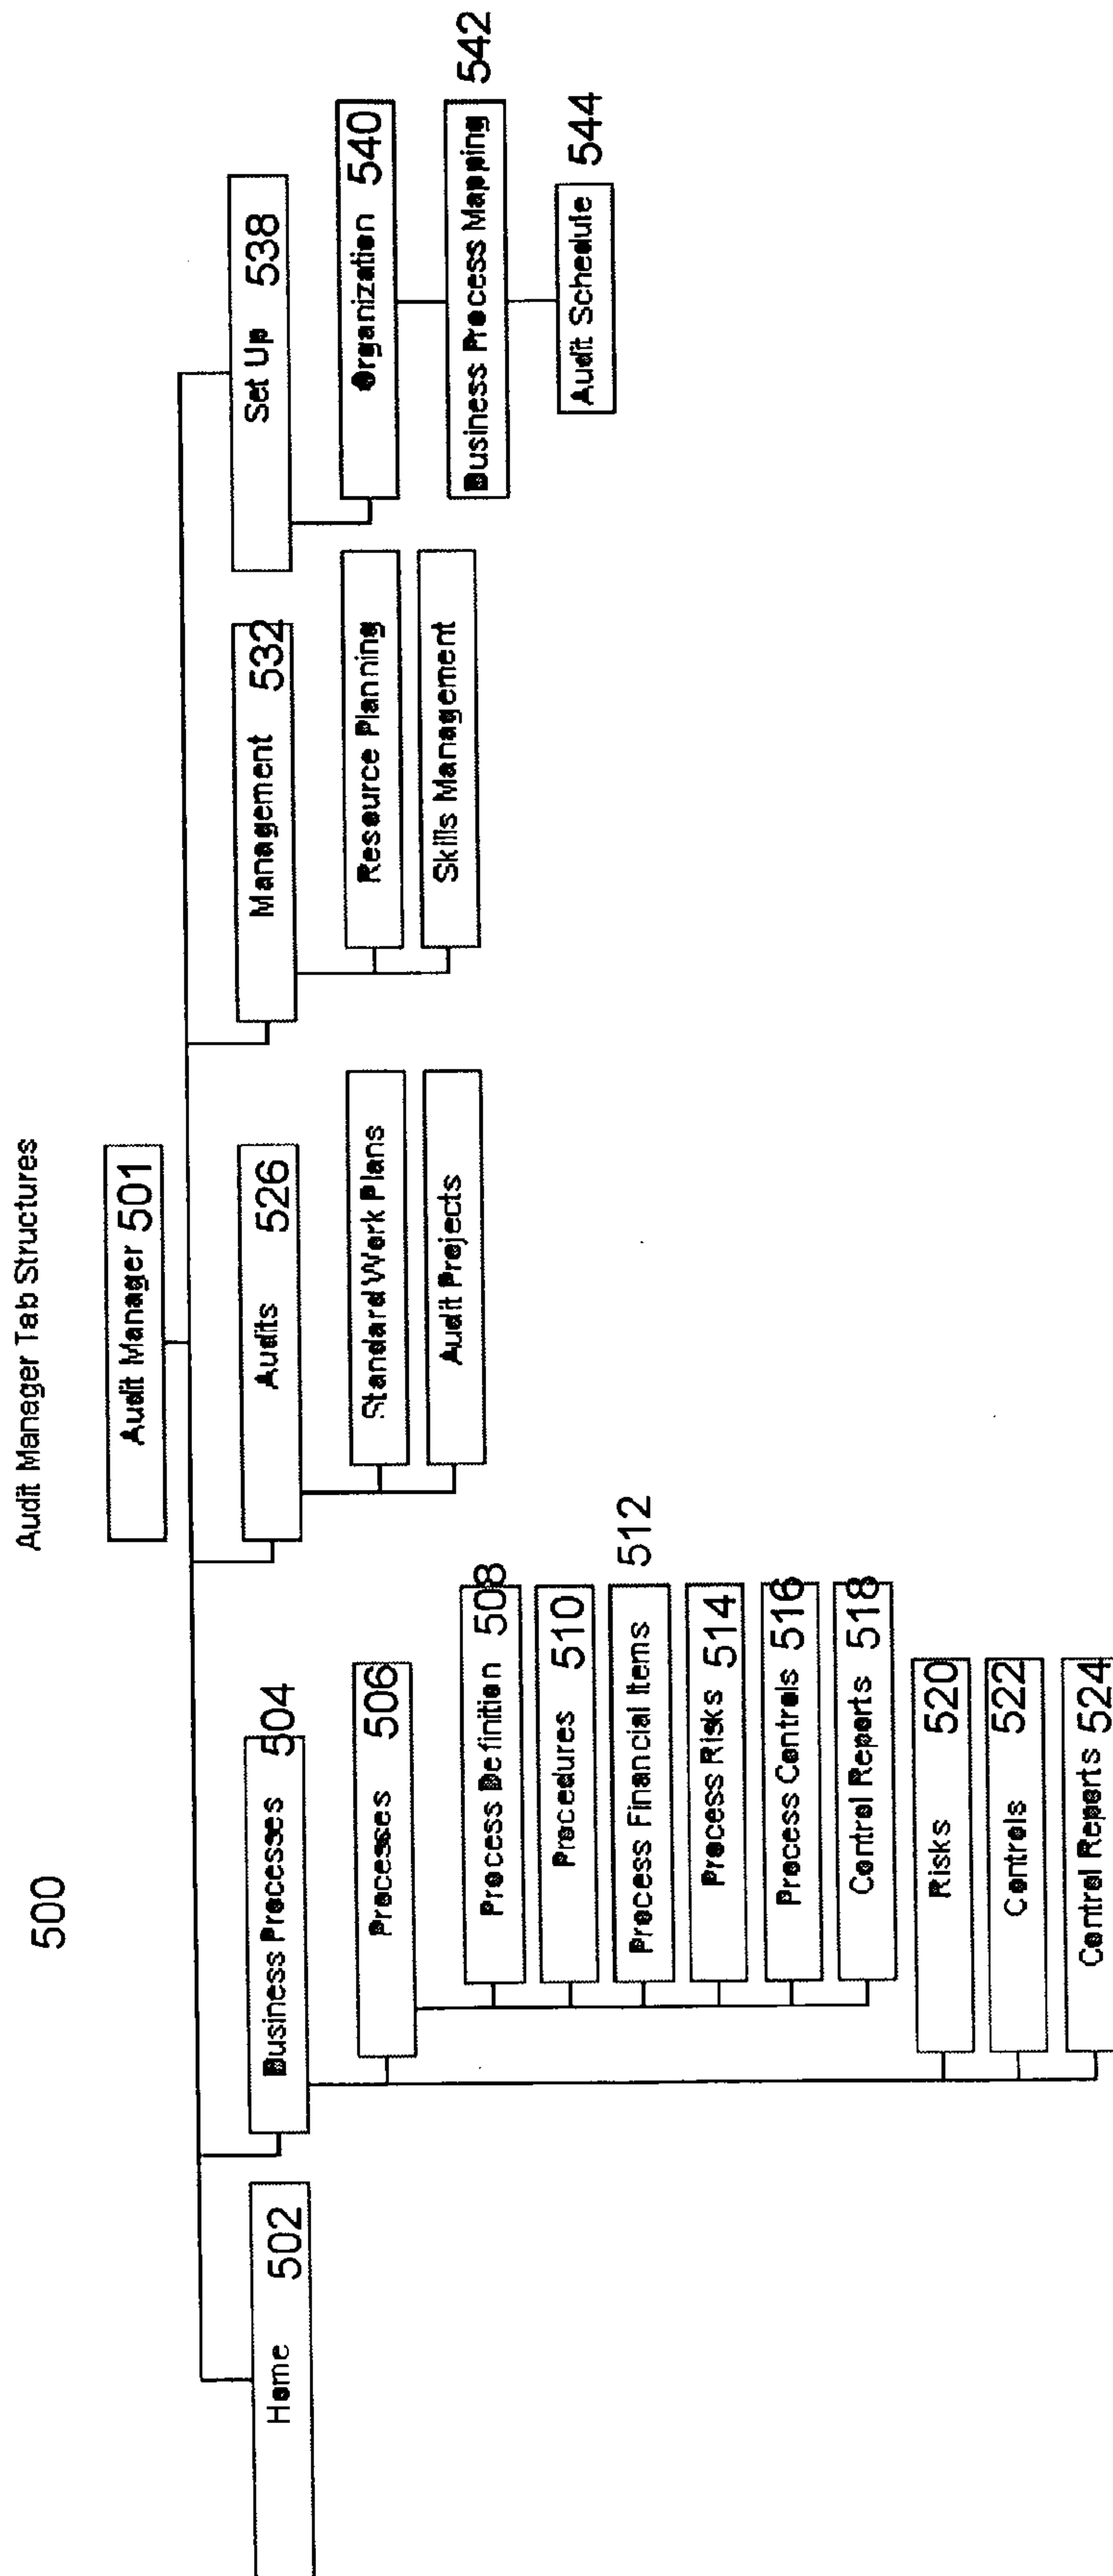 500
Audit Manager Tab Structures
Audit Manager 501
Home 502
Business Processes 504
Processes 506
Process Definition 508
Procedures 510
Process Financial Items 512
Process Risks 514
Process Controls 516
Control Reports 518
Risks 520
Controls 522
Control Reports 524
Audits 526
Standard Work Plans
Audit Projects
Management 532
Resource Planning
Skills Management
Set Up 538
Organization 540
Business Process Mapping 542
Audit Schedule 544